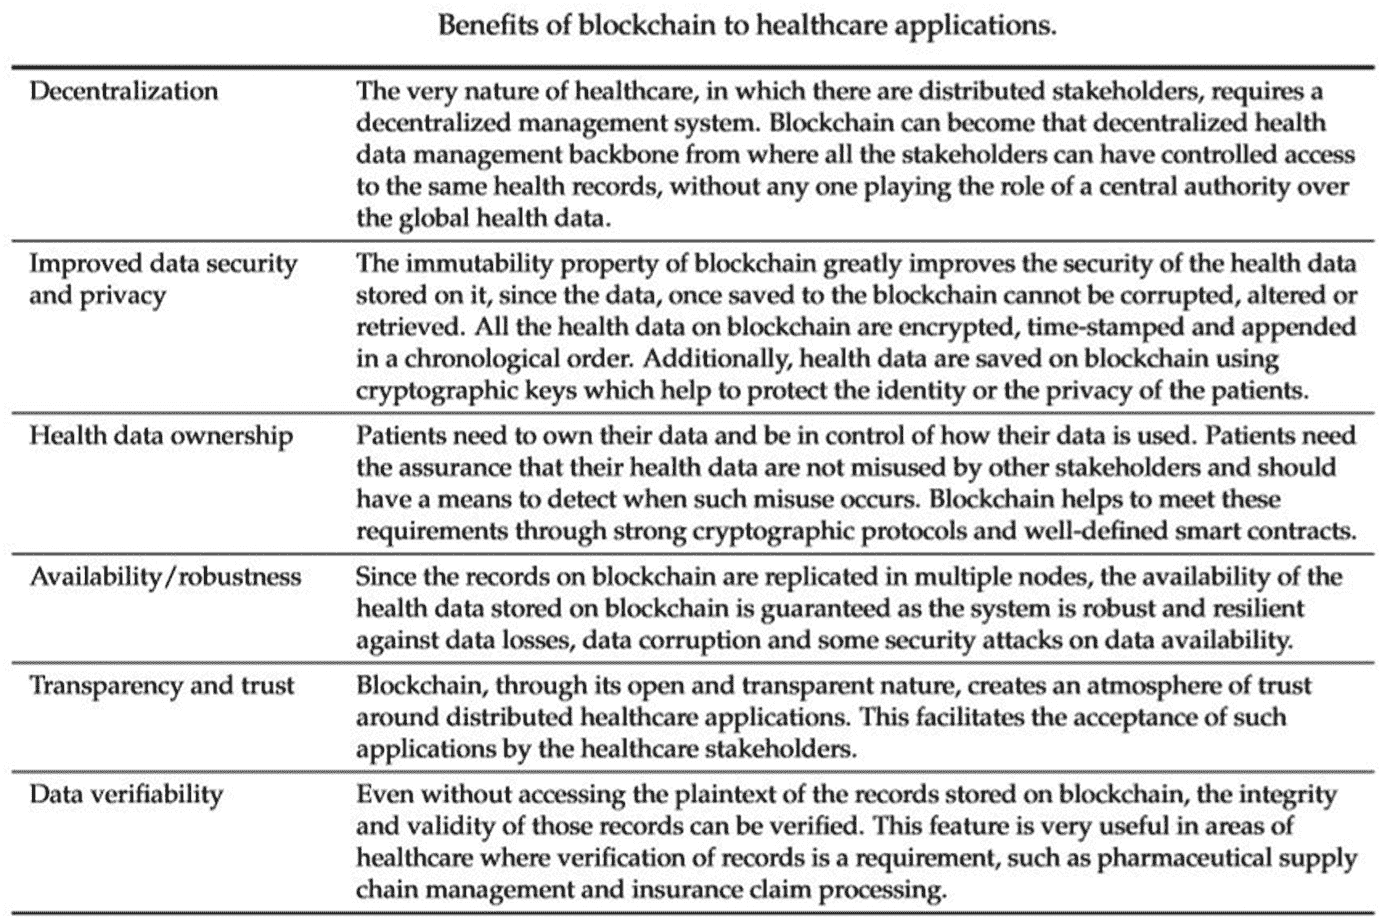 Benefits of blockchain to healthcare applications.
Decentralization
The very nature of healthcare, in which there are distributed stakeholders, requires a
decentralized management system. Blockchain can become that decentralized health
data management backbone from where all the stakeholders can have controlled access
to the same health records, without any one playing the role of a central authority over
the global health data.
Improved data security
and privacy
The immutability property of blockchain greatly improves the security of the health data
stored on it, since the data, once saved to the blockchain cannot be corrupted, altered or
retrieved. All the health data on blockchain are encrypted, time-stamped and appended
in a chronological order. Additionally, health data are saved on blockchain using
cryptographic keys which help to protect the identity or the privacy of the patients.
Health data ownership
Patients need to own their data and be in control of how their data is used. Patients need
the assurance that their health data are not misused by other stakeholders and should
have a means to detect when such misuse occurs. Blockchain helps to meet these
requirements through strong cryptographic protocols and well-defined smart contracts.
Availability/robustness
Since the records on blockchain are replicated in multiple nodes, the availability of the
health data stored on blockchain is guaranteed as the system is robust and resilient
against data losses, data corruption and some security attacks on data availability.
Transparency and trust
Blockchain, through its open and transparent nature, creates an atmosphere of trust
around distributed healthcare applications. This facilitates the acceptance of such
applications by the healthcare stakeholders.
Data verifiability
Even without accessing the plaintext of the records stored on blockchain, the integrity
and validity of those records can be verified. This feature is very useful in areas of
healthcare where verification of records is a requirement, such as pharmaceutical supply
chain management and insurance claim processing.